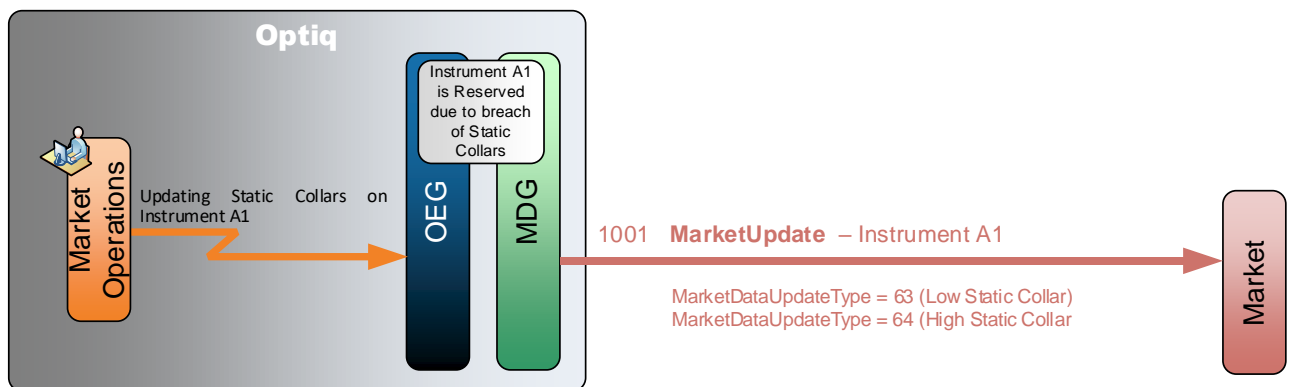 Optiq
Instrument A1
is Reserved
due to breach
of Static
Collars
Market
Operations
Updating Static Collars on
Instrument A1
OEG
MDG
1001 MarketUpdate – Instrument A1
MarketDataUpdateType = 63 (Low Static Collar)
MarketDataUpdateType = 64 (High Static Collar
Market